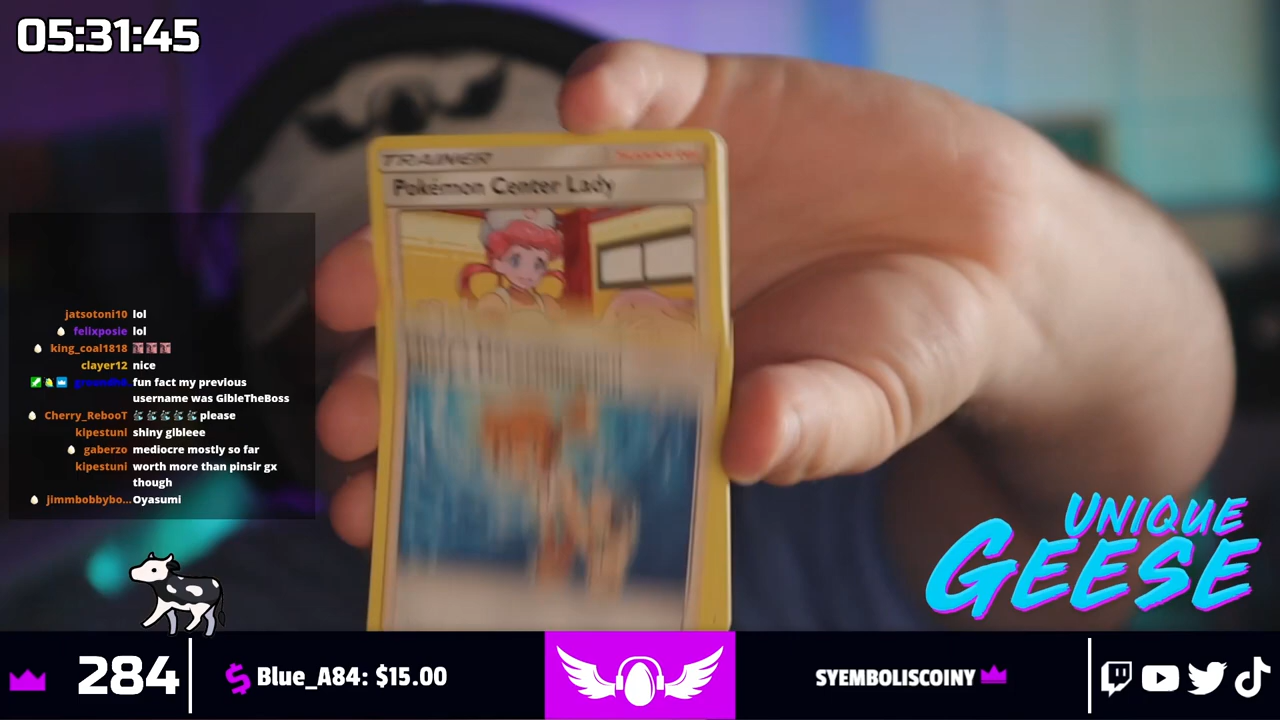 05:31:45
TRAINER
Pokémon Center Lady
jatsotoni10 lol
felixposie lol
king_coal1818
clayer12 nice
fun fact my previous
username was GibleTheBoss
Cherry_RebooT please
kipestuni shiny gibleee
gaberzo mediocre mostly so far
kipestuni worth more than pinsir gx
though
jimmbobbybo... Oyasumi
UNIQUE
GEESE
284
$ Blue_A84: $15.00
SYEMBOLISCOINY